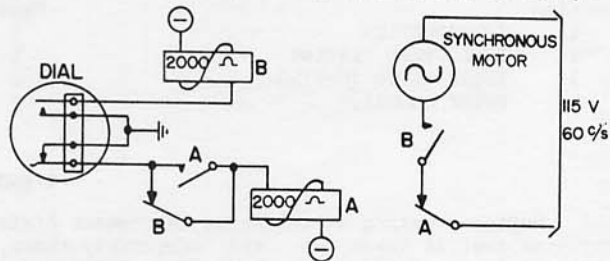 DIAL
2000 Ω B
A
B
2000 Ω A
SYNCHRONOUS
MOTOR
B
A
115 V
60 c/s